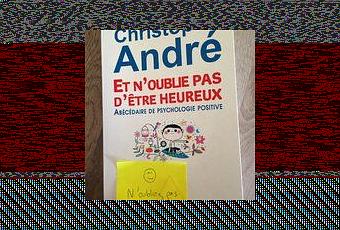 Christophe
André
ET N'OUBLIE PAS
D'ÊTRE HEUREUX
ABÉCÉDAIRE DE PSYCHOLOGIE POSITIVE
N'oubliez pas